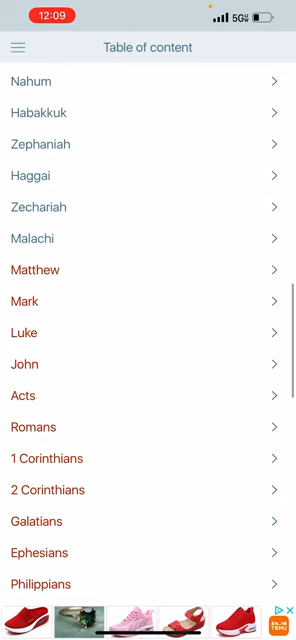 12:09
5G
Table of content
Nahum
Habakkuk
Zephaniah
Haggai
Zechariah
Malachi
Matthew
Mark
Luke
John
Acts
Romans
1 Corinthians
2 Corinthians
Galatians
Ephesians
Philippians
TEMU